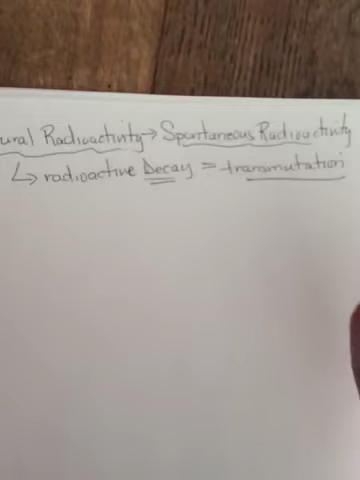 ural Radioactivity → Spontaneous Radioactivity
↳ radioactive Decay = transmutation